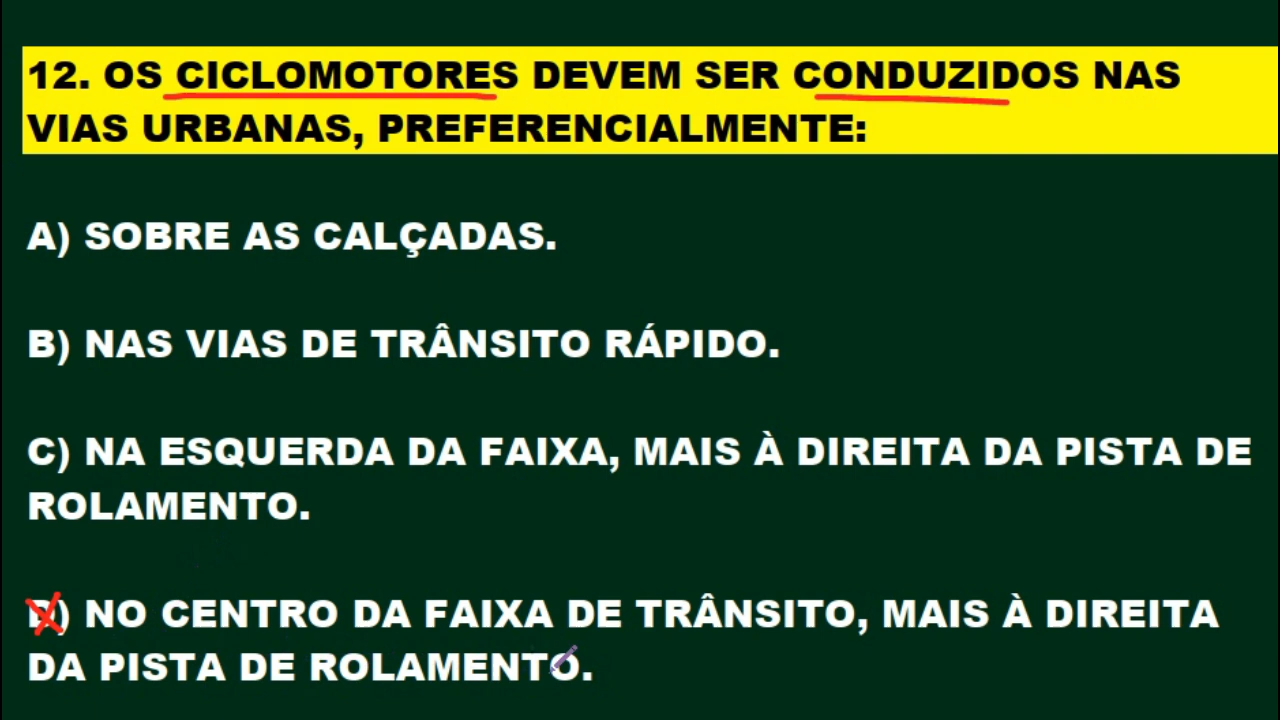 12. OS CICLOMOTORES DEVEM SER CONDUZIDOS NAS
VIAS URBANAS, PREFERENCIALMENTE:
A) SOBRE AS CALÇADAS.
B) NAS VIAS DE TRÂNSITO RÁPIDO.
C) NA ESQUERDA DA FAIXA, MAIS À DIREITA DA PISTA DE
ROLAMENTO.
D) NO CENTRO DA FAIXA DE TRÂNSITO, MAIS À DIREITA
DA PISTA DE ROLAMENTO.